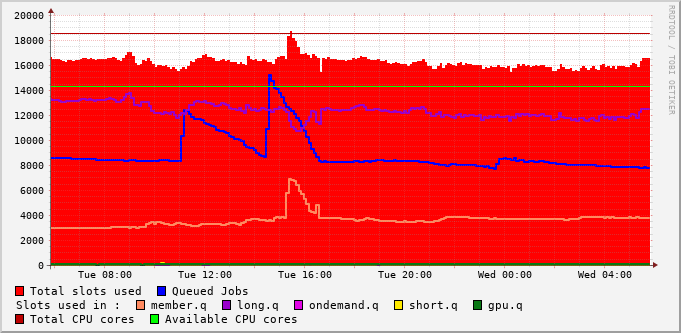 20000
18000
16000
14000
12000
10000
8000
6000
4000
2000
0
Tue 08:00 Tue 12:00 Tue 16:00 Tue 20:00 Wed 00:00 Wed 04:00
Total slots used Queued Jobs
Slots used in : member.q long.q ondemand.q short.q gpu.q
Total CPU cores Available CPU cores
RRDTOOL / TOBI OETIKER